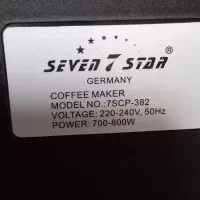 SEVEN 7 STAR ®
GERMANY
COFFEE MAKER
MODEL NO.:7SCP-382
VOLTAGE: 220-240V, 50Hz
POWER: 700-800W